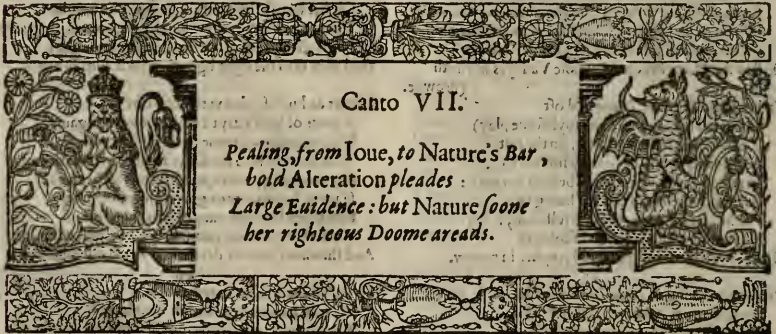 Canto VII.
Pealing, from Ioue, to Nature's Bar,
bold Alteration pleades
Large Euidence: but Nature soone
her righteous Doome areads.